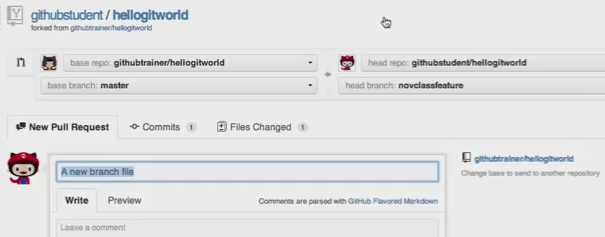 githubstudent / hellogitworld
forked from githubtrainer/hellogitworld
base repo: githubtrainer/hellogitworld
head repo: githubstudent/hellogitworld
base branch: master
head branch: novclassfeature
New Pull Request
Commits 1
Files Changed 1
A new branch file
githubtrainer/hellogitworld
Change base to send to another repository
Write
Preview
Comments are parsed with GitHub Flavored Markdown
Leave a comment